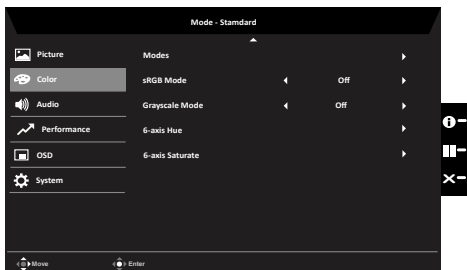 Mode - Standard
Picture
Modes
Color
sRGB Mode Off
Audio
Grayscale Mode Off
Performance
6-axis Hue
OSD
6-axis Saturate
System
Move Enter